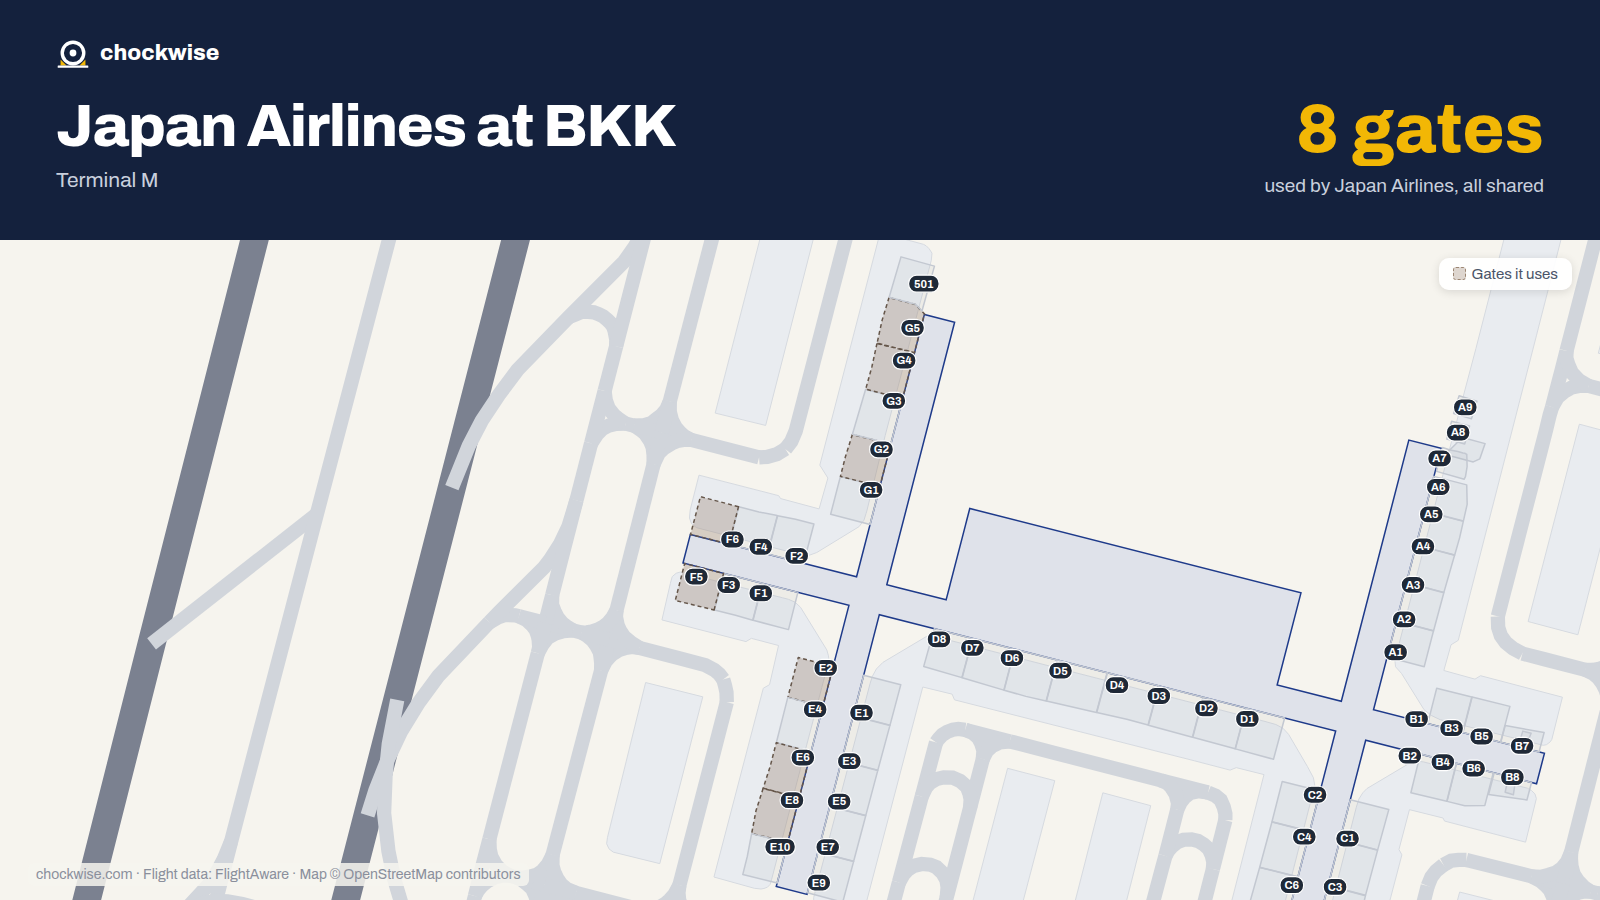 chockwise
Japan Airlines at BKK
Terminal M
8 gates
used by Japan Airlines, all shared
Gates it uses
501
G5
G4
G3
G2
G1
F6
F4
F2
F5
F3
F1
E2
E4
E1
E6
E3
E8
E5
E10
E7
E9
D8
D7
D6
D5
D4
D3
D2
D1
A9
A8
A7
A6
A5
A4
A3
A2
A1
B1
B3
B5
B7
B2
B4
B6
B8
C2
C4
C1
C6
C3
chockwise.com · Flight data: FlightAware · Map © OpenStreetMap contributors